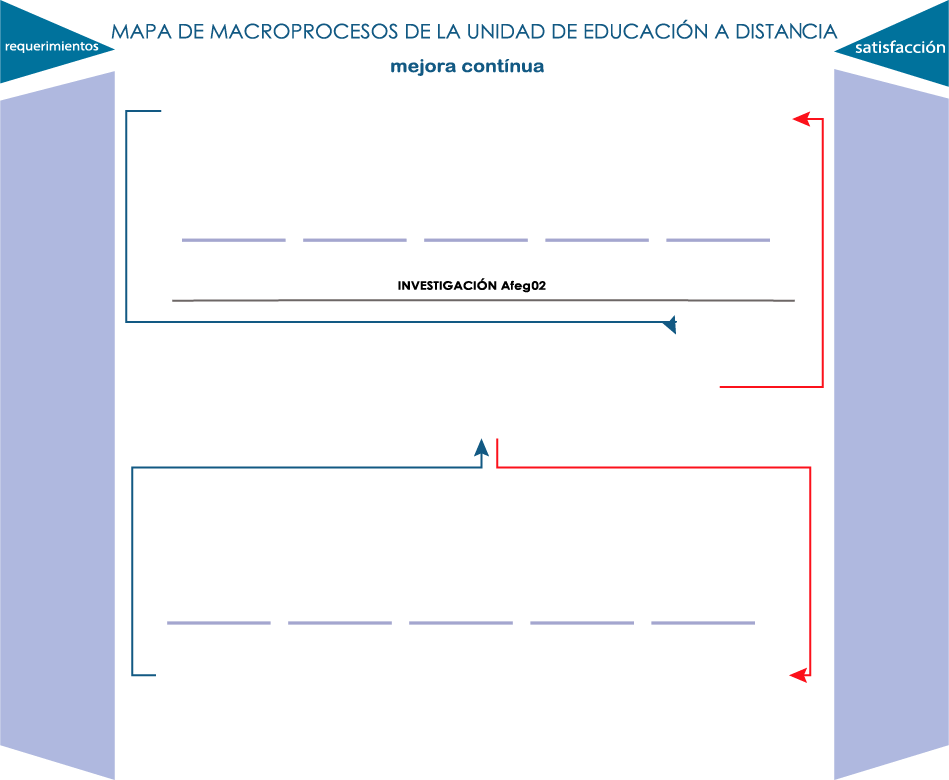 MAPA DE MACROPROCESOS DE LA UNIDAD DE EDUCACIÓN A DISTANCIA
requerimientos
satisfacción
mejora contínua
INVESTIGACIÓN Afeg02